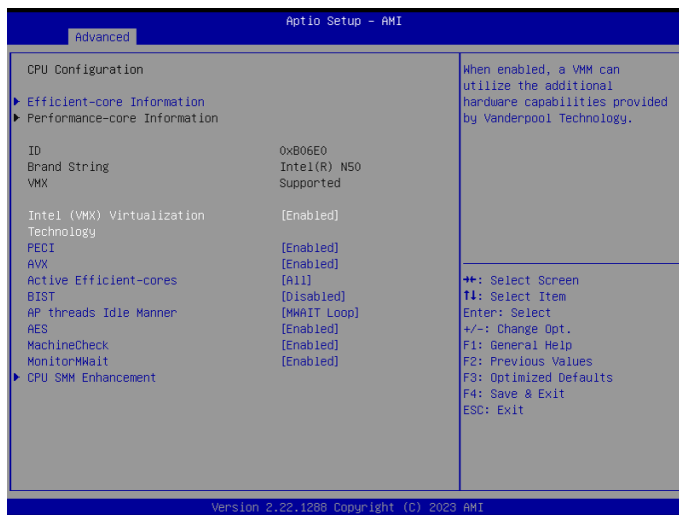 Aptio Setup – AMI
Advanced
CPU Configuration
Efficient-core Information
Performance-core Information
ID 0xB06E0
Brand String Intel(R) N50
VMX Supported
Intel (VMX) Virtualization [Enabled]
Technology
PECI [Enabled]
AVX [Enabled]
Active Efficient-cores [All]
BIST [Disabled]
AP threads Idle Manner [MWAIT Loop]
AES [Enabled]
MachineCheck [Enabled]
MonitorMWait [Enabled]
CPU SMM Enhancement
When enabled, a VMM can
utilize the additional
hardware capabilities provided
by Vanderpool Technology.
→←: Select Screen
↑↓: Select Item
Enter: Select
+/-: Change Opt.
F1: General Help
F2: Previous Values
F3: Optimized Defaults
F4: Save & Exit
ESC: Exit
Version 2.22.1288 Copyright (C) 2023 AMI